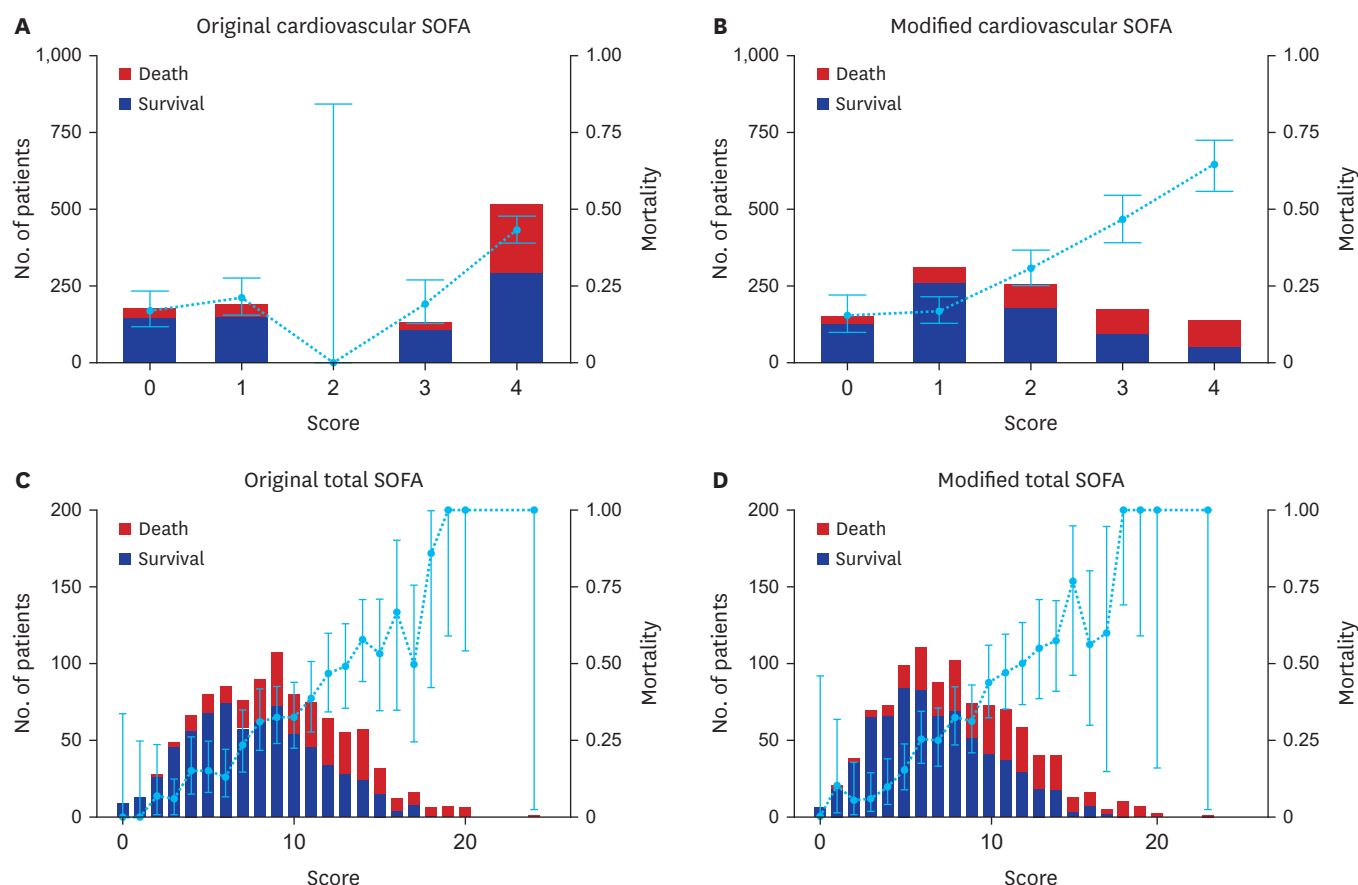 A
Original cardiovascular SOFA
1,000
750
500
250
0
No. of patients
Death
Survival
1.00
0.75
0.50
0.25
0
Mortality
0 1 2 3 4
Score
B
Modified cardiovascular SOFA
1,000
750
500
250
0
No. of patients
Death
Survival
1.00
0.75
0.50
0.25
0
Mortality
0 1 2 3 4
Score
C
Original total SOFA
200
150
100
50
0
No. of patients
Death
Survival
1.00
0.75
0.50
0.25
0
Mortality
0 10 20
Score
D
Modified total SOFA
200
150
100
50
0
No. of patients
Death
Survival
1.00
0.75
0.50
0.25
0
Mortality
0 10 20
Score